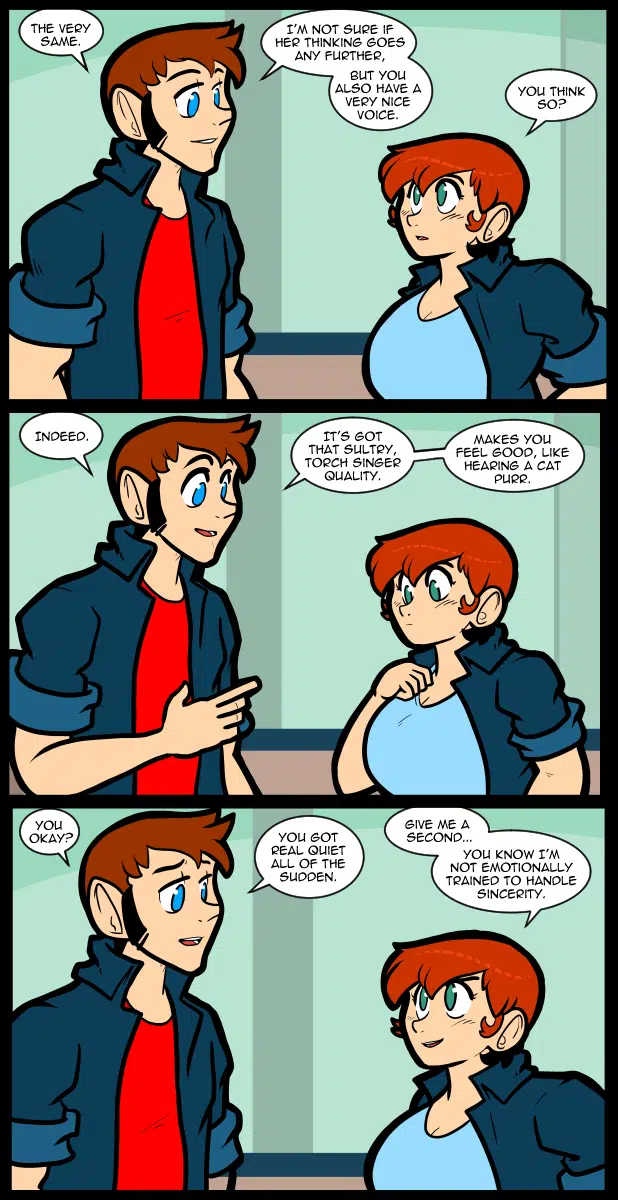 THE VERY
SAME.
I'M NOT SURE IF
HER THINKING GOES
ANY FURTHER,
BUT YOU
ALSO HAVE A
VERY NICE
VOICE.
YOU THINK
SO?
INDEED.
IT'S GOT
THAT SULTRY,
TORCH SINGER
QUALITY.
MAKES YOU
FEEL GOOD, LIKE
HEARING A CAT
PURR.
YOU
OKAY?
YOU GOT
REAL QUIET
ALL OF THE
SUDDEN.
GIVE ME A
SECOND...
YOU KNOW I'M
NOT EMOTIONALLY
TRAINED TO HANDLE
SINCERITY.